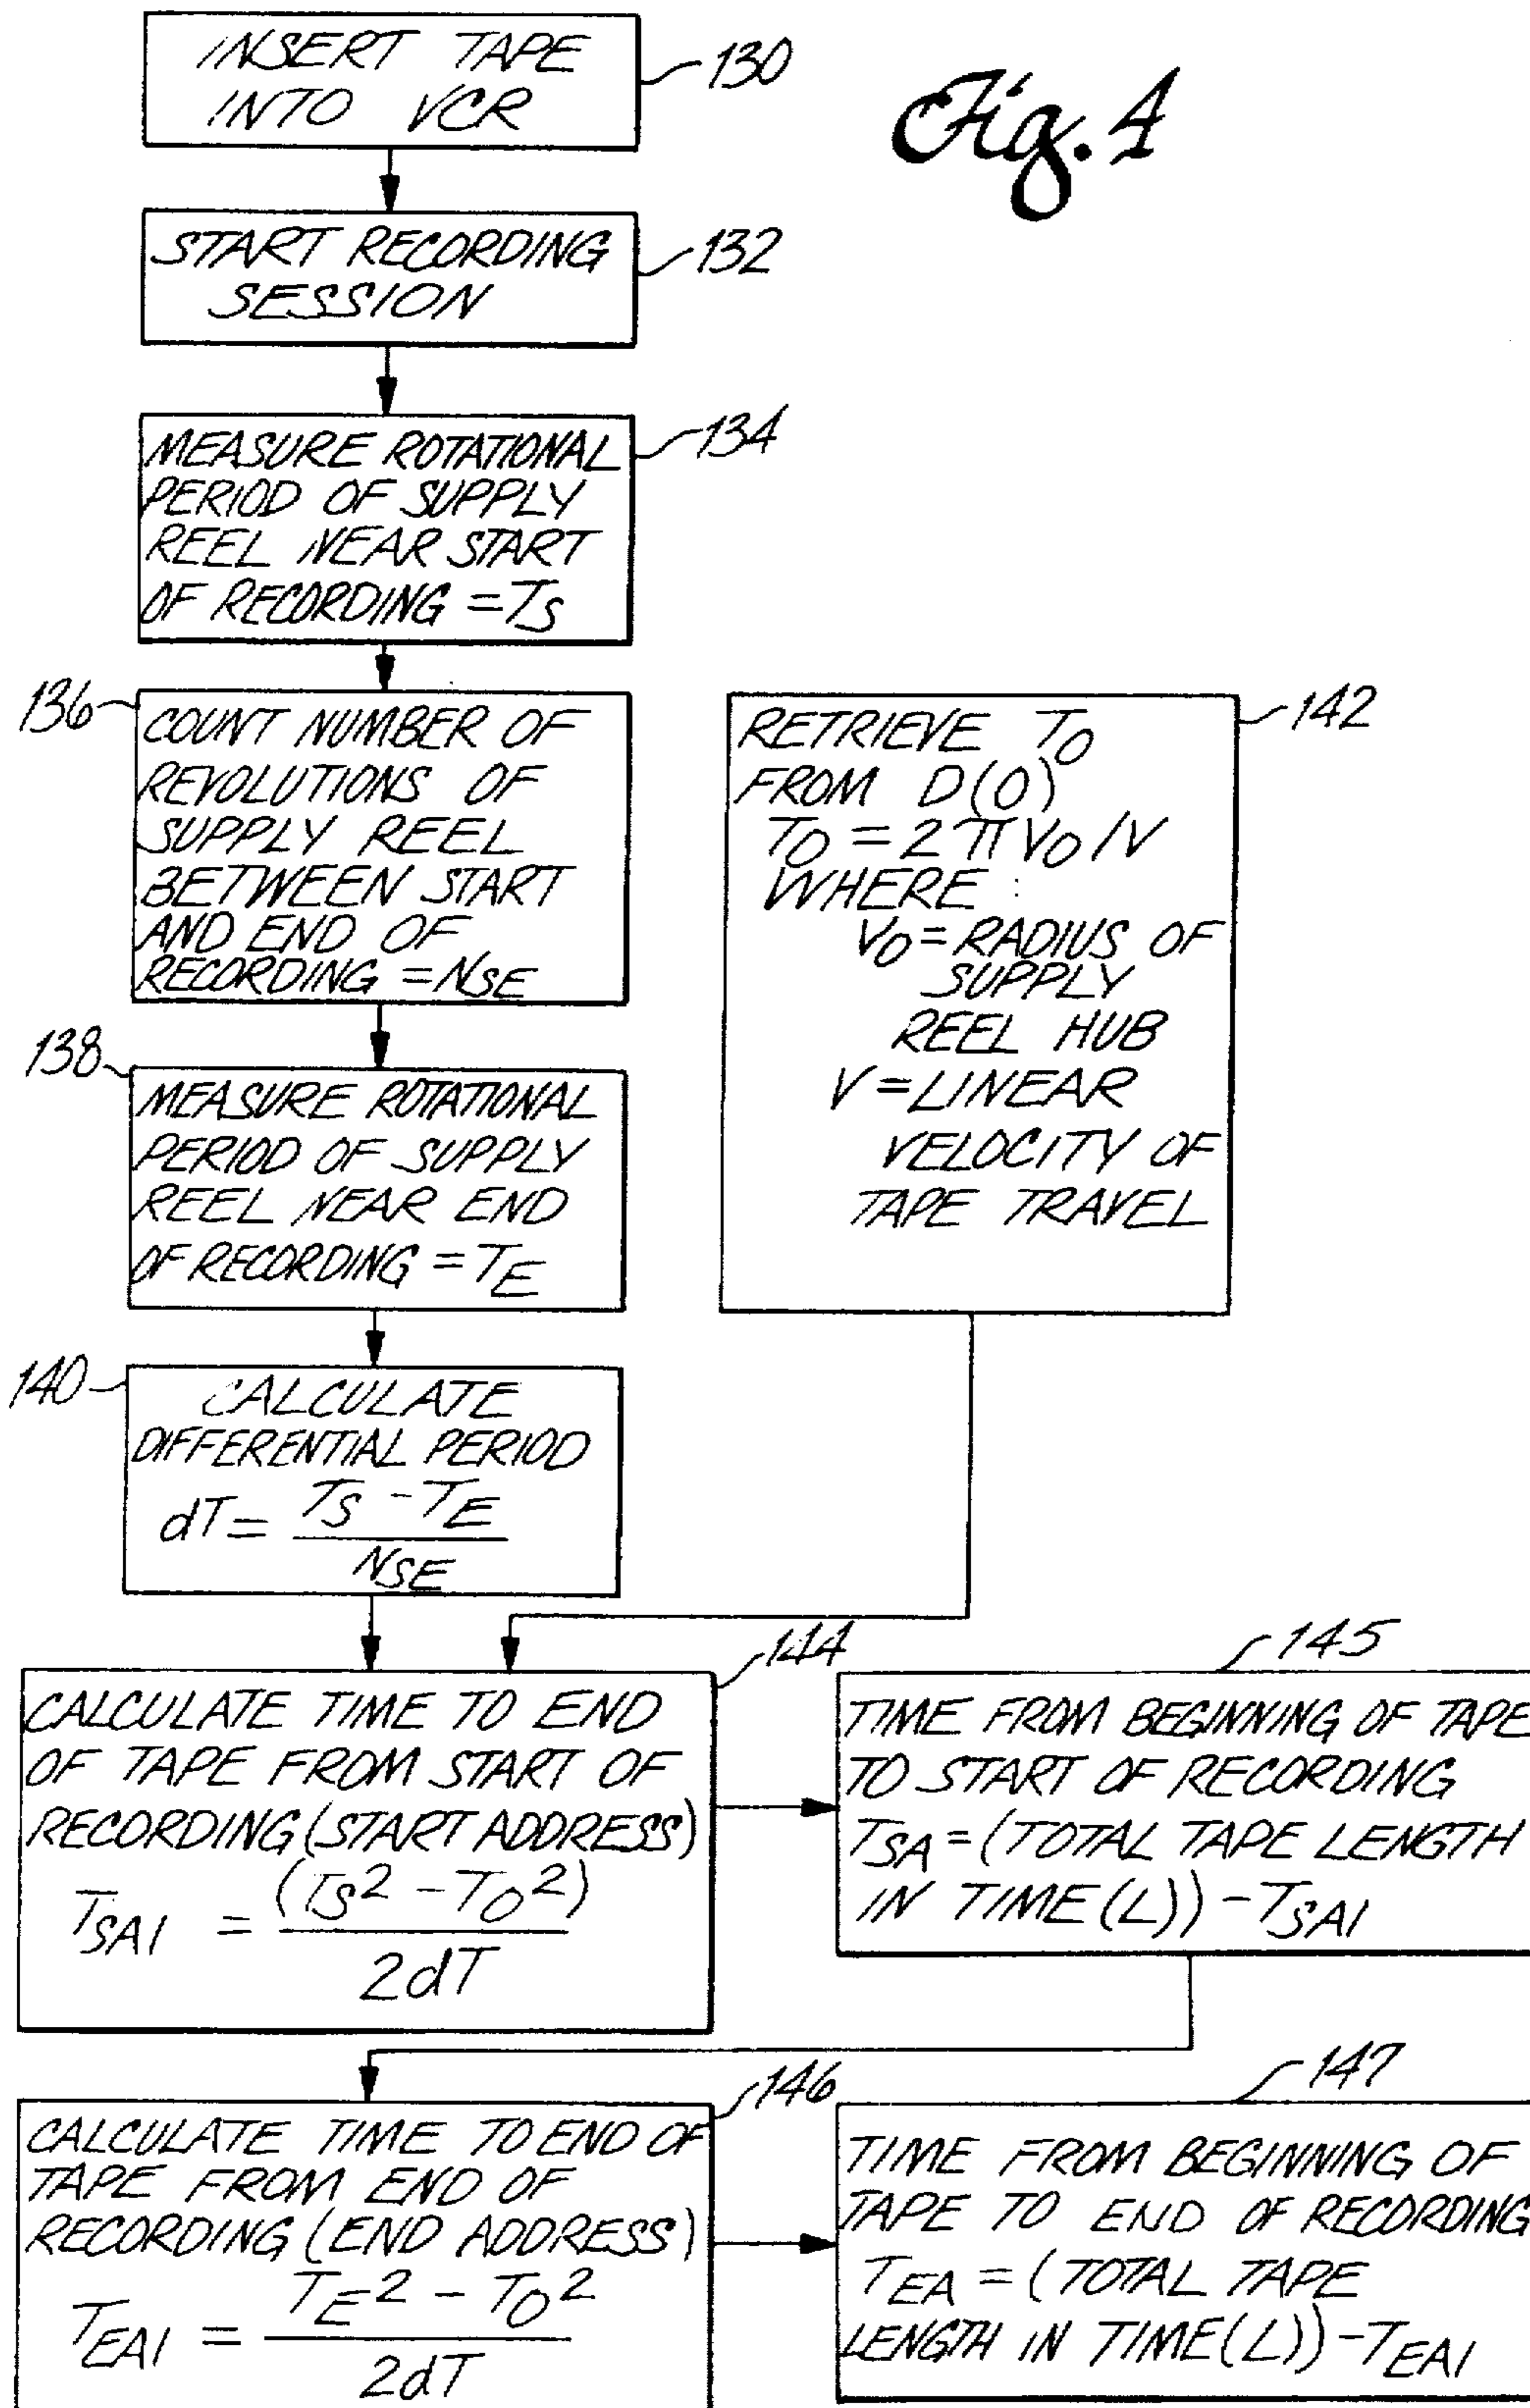 Fig. 4
INSERT TAPE
INTO VCR
130
START RECORDING
SESSION
132
MEASURE ROTATIONAL
PERIOD OF SUPPLY
REEL NEAR START
OF RECORDING = TS
134
136
COUNT NUMBER OF
REVOLUTIONS OF
SUPPLY REEL
BETWEEN START
AND END OF
RECORDING = NSE
138
MEASURE ROTATIONAL
PERIOD OF SUPPLY
REEL NEAR END
OF RECORDING = TE
142
RETRIEVE TO
FROM D(0)
TO = 2 π VO / V
WHERE :
VO = RADIUS OF
SUPPLY
REEL HUB
V = LINEAR
VELOCITY OF
TAPE TRAVEL
140
CALCULATE
DIFFERENTIAL PERIOD
dT = TS - TE
NSE
144
CALCULATE TIME TO END
OF TAPE FROM START OF
RECORDING (START ADDRESS)
TSA1 = (TS² - TO²)
2dT
145
TIME FROM BEGINNING OF TAPE
TO START OF RECORDING
TSA = (TOTAL TAPE LENGTH
IN TIME (L)) - TSA1
146
CALCULATE TIME TO END OF
TAPE FROM END OF
RECORDING (END ADDRESS)
TEA1 = TE² - TO²
2dT
147
TIME FROM BEGINNING OF
TAPE TO END OF RECORDING
TEA = (TOTAL TAPE
LENGTH IN TIME (L)) - TEA1